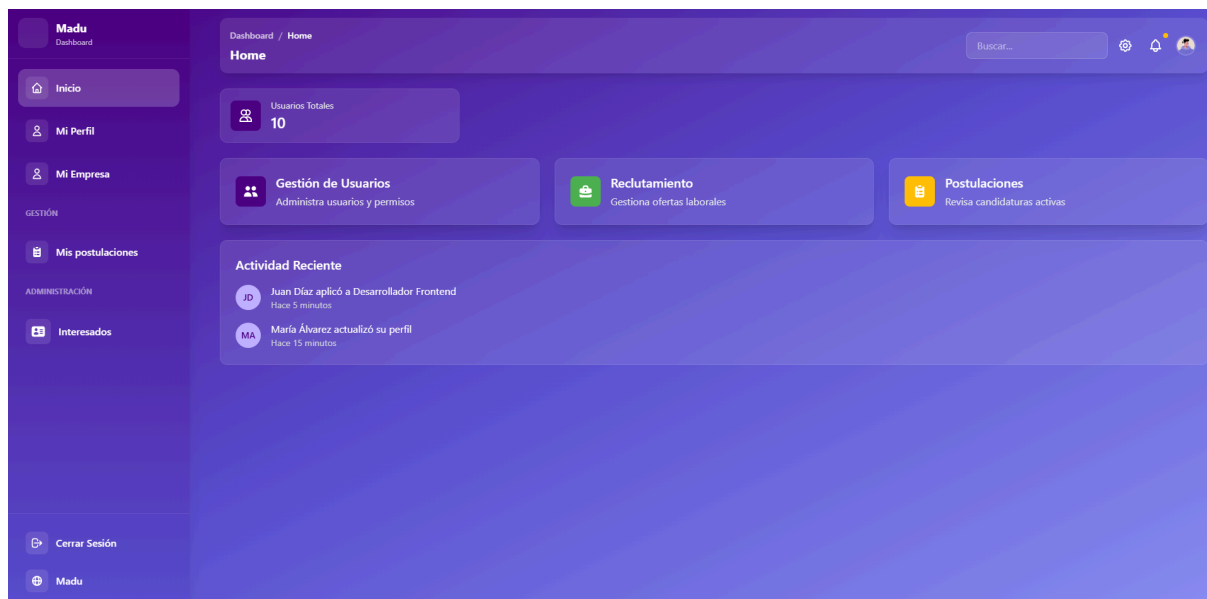 Madu
Dashboard
Inicio
Mi Perfil
Mi Empresa
GESTIÓN
Mis postulaciones
ADMINISTRACIÓN
Interesados
Cerrar Sesión
Madu
Dashboard / Home
Home
Buscar...
Usuarios Totales
10
Gestión de Usuarios
Administra usuarios y permisos
Reclutamiento
Gestiona ofertas laborales
Postulaciones
Revisa candidaturas activas
Actividad Reciente
JD
Juan Díaz aplicó a Desarrollador Frontend
Hace 5 minutos
MA
María Álvarez actualizó su perfil
Hace 15 minutos